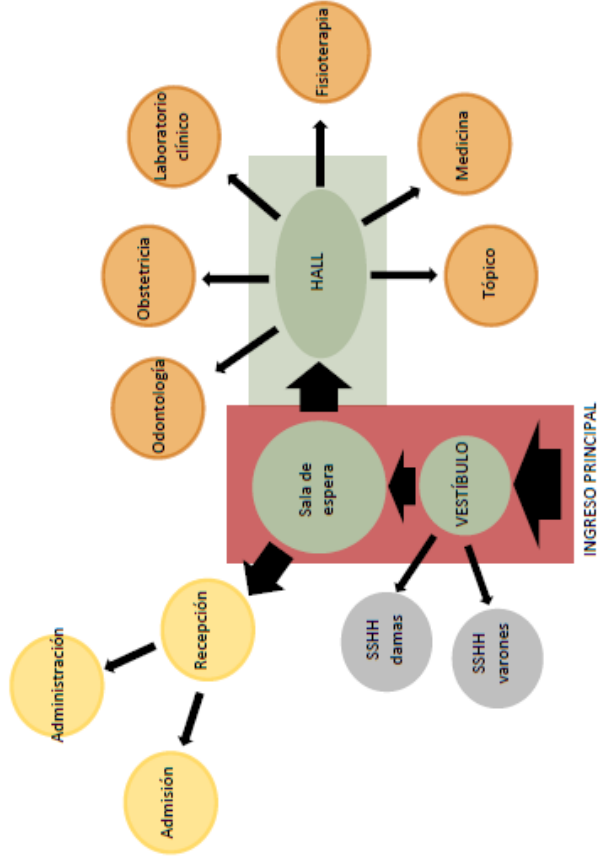 Administración
Admisión
Recepción
SSHH
damas
SSHH
varones
Sala de
espera
VESTÍBULO
INGRESO PRINCIPAL
HALL
Odontología
Obstetricia
Laboratorio
clínico
Fisioterapia
Medicina
Tópico